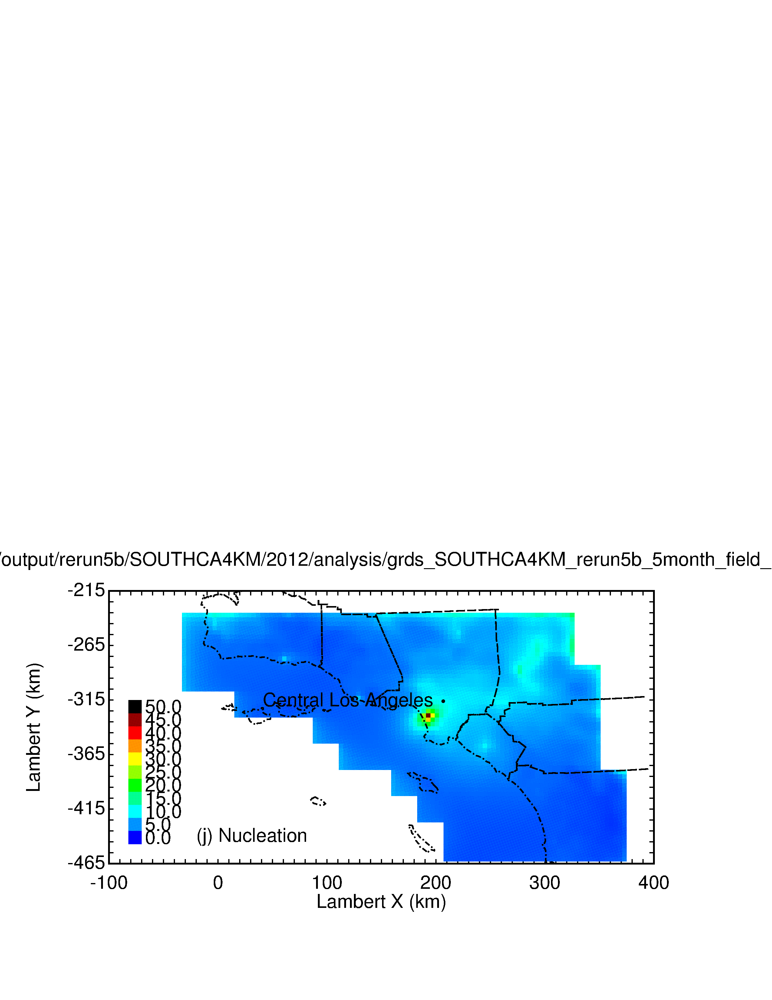 /output/rerun5b/SOUTHCA4KM/2012/analysis/grds_SOUTHCA4KM_rerun5b_5month_field_
-215
-265
-315
-365
-415
-465
Lambert Y (km)
Central Los Angeles
50.0
45.0
40.0
35.0
30.0
25.0
20.0
15.0
10.0
5.0
0.0
(j) Nucleation
-100 0 100 200 300 400
Lambert X (km)